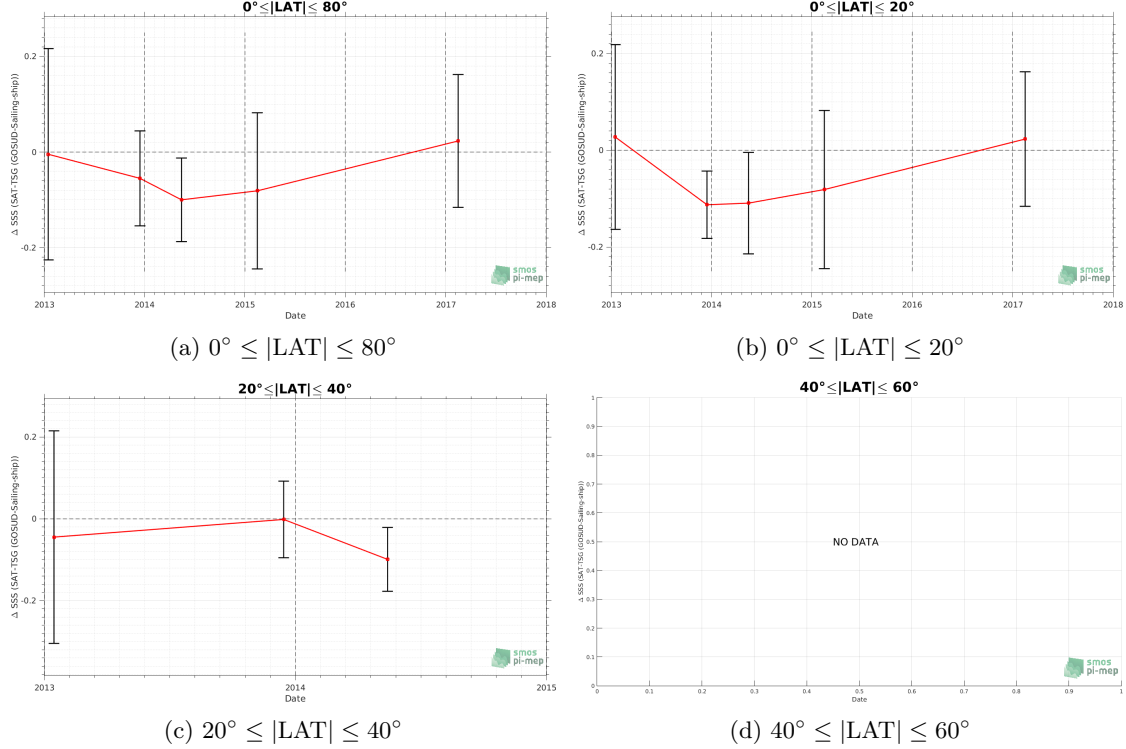 0°≤|LAT|≤ 80°
Δ SSS (SAT-TSG (GOSUD-Sailing-ship))
0.2
0
-0.2
2013 2014 2015 2016 2017 2018
Date
smos
pi-mep
(a) 0° ≤ |LAT| ≤ 80°
0°≤|LAT|≤ 20°
Δ SSS (SAT-TSG (GOSUD-Sailing-ship))
0.2
0
-0.2
2013 2014 2015 2016 2017 2018
Date
smos
pi-mep
(b) 0° ≤ |LAT| ≤ 20°
20°≤|LAT|≤ 40°
Δ SSS (SAT-TSG (GOSUD-Sailing-ship))
0.2
0
-0.2
2013 2014 2015
Date
smos
pi-mep
(c) 20° ≤ |LAT| ≤ 40°
40°≤|LAT|≤ 60°
Δ SSS (SAT-TSG (GOSUD-Sailing-ship))
1
0.9
0.8
0.7
0.6
0.5
0.4
0.3
0.2
0.1
0
NO DATA
0 0.1 0.2 0.3 0.4 0.5 0.6 0.7 0.8 0.9 1
Date
smos
pi-mep
(d) 40° ≤ |LAT| ≤ 60°